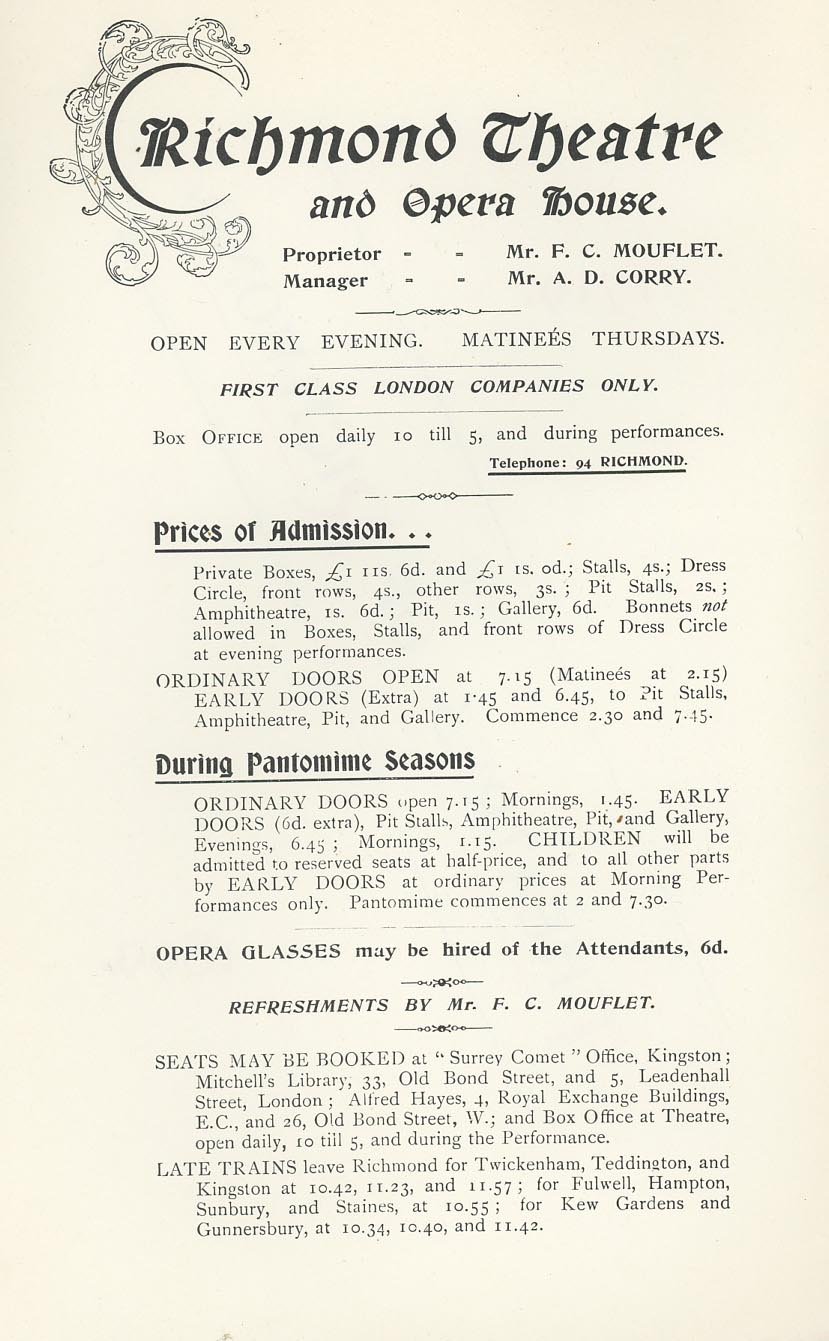 Richmond Theatre
and Opera House.
Proprietor - - Mr. F. C. MOUFLET.
Manager - - Mr. A. D. CORRY.
OPEN EVERY EVENING. MATINEÉS THURSDAYS.
FIRST CLASS LONDON COMPANIES ONLY.
BOX OFFICE open daily 10 till 5, and during performances.
Telephone: 94 RICHMOND.
Prices of Admission. . .
Private Boxes, £1 11s. 6d. and £1 1s. 0d.; Stalls, 4s.; Dress
Circle, front rows, 4s., other rows, 3s. ; Pit Stalls, 2s. ;
Amphitheatre, 1s. 6d. ; Pit, 1s. ; Gallery, 6d. Bonnets not
allowed in Boxes, Stalls, and front rows of Dress Circle
at evening performances.
ORDINARY DOORS OPEN at 7.15 (Matineés at 2.15)
EARLY DOORS (Extra) at 1·45 and 6.45, to Pit Stalls,
Amphitheatre, Pit, and Gallery. Commence 2.30 and 7.45.
During Pantomime Seasons
ORDINARY DOORS open 7.15 ; Mornings, 1.45. EARLY
DOORS (6d. extra), Pit Stalls, Amphitheatre, Pit, and Gallery,
Evenings, 6.45 ; Mornings, 1.15. CHILDREN will be
admitted to reserved seats at half-price, and to all other parts
by EARLY DOORS at ordinary prices at Morning Per-
formances only. Pantomime commences at 2 and 7.30.
OPERA GLASSES may be hired of the Attendants, 6d.
REFRESHMENTS BY Mr. F. C. MOUFLET.
SEATS MAY BE BOOKED at “ Surrey Comet ” Office, Kingston ;
Mitchell's Library, 33, Old Bond Street, and 5, Leadenhall
Street, London ; Alfred Hayes, 4, Royal Exchange Buildings,
E.C., and 26, Old Bond Street, W.; and Box Office at Theatre,
open daily, 10 till 5, and during the Performance.
LATE TRAINS leave Richmond for Twickenham, Teddington, and
Kingston at 10.42, 11.23, and 11.57 ; for Fulwell, Hampton,
Sunbury, and Staines, at 10.55 ; for Kew Gardens and
Gunnersbury, at 10.34, 10.40, and 11.42.